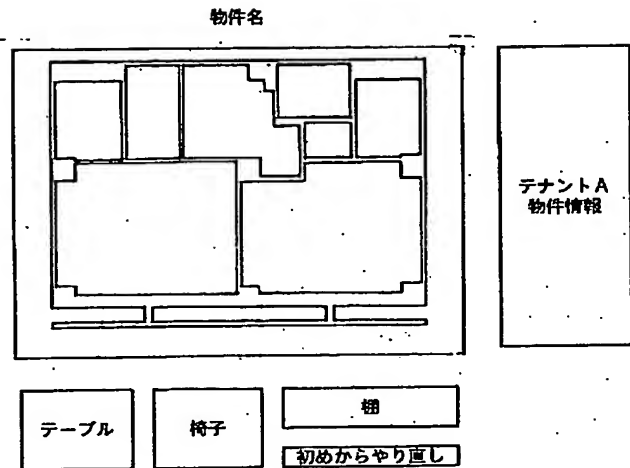 物件名
テナントA
物件情報
テーブル
椅子
棚
初めからやり直し